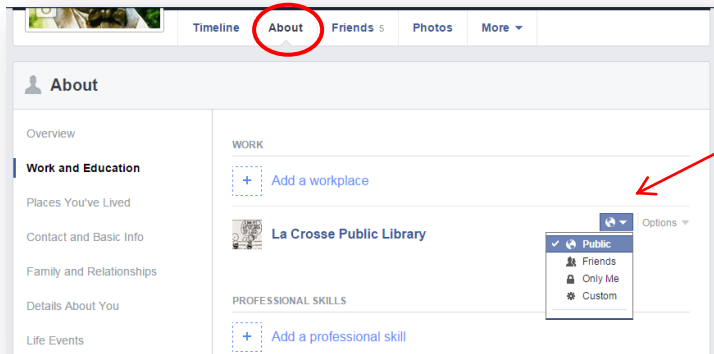 Timeline About Friends 5 Photos More
About
Overview
Work and Education
Places You've Lived
Contact and Basic Info
Family and Relationships
Details About You
Life Events
WORK
+ Add a workplace
La Crosse Public Library
Options
✓ Public
Friends
Only Me
Custom
PROFESSIONAL SKILLS
+ Add a professional skill